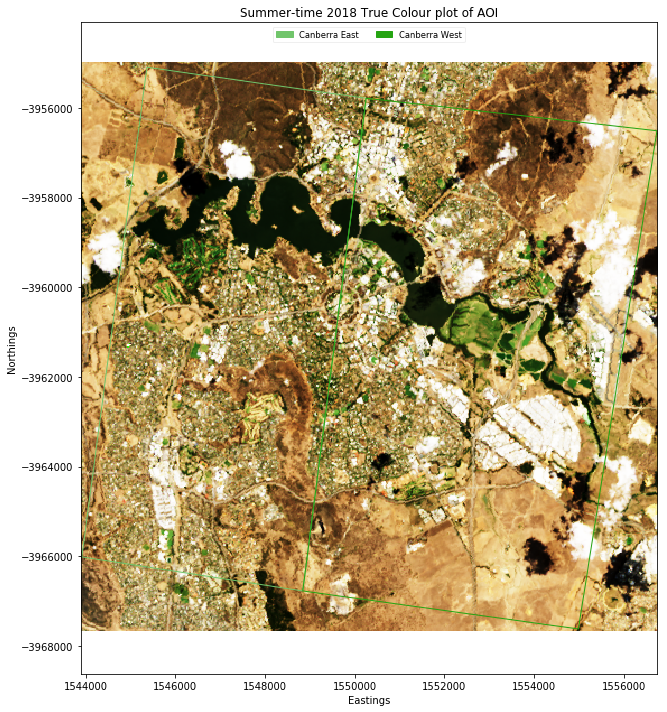 Summer-time 2018 True Colour plot of AOI
Canberra East
Canberra West
Northings
−3956000
−3958000
−3960000
−3962000
−3964000
−3966000
−3968000
1544000 1546000 1548000 1550000 1552000 1554000 1556000
Eastings